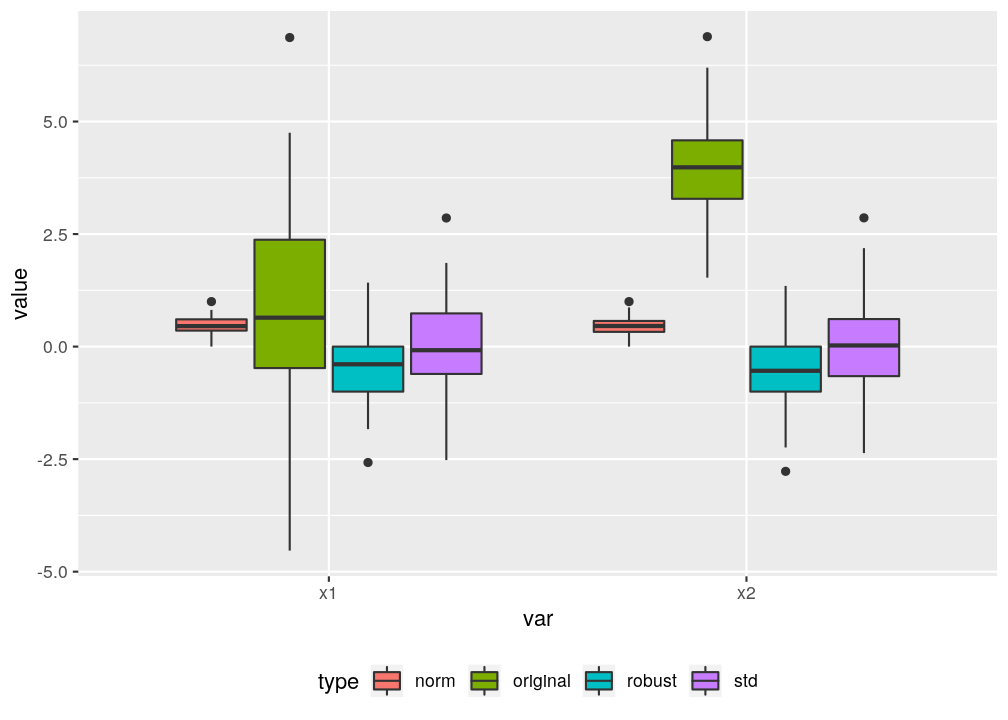 value
5.0
2.5
0.0
-2.5
-5.0
x1 x2
var
type norm original robust std